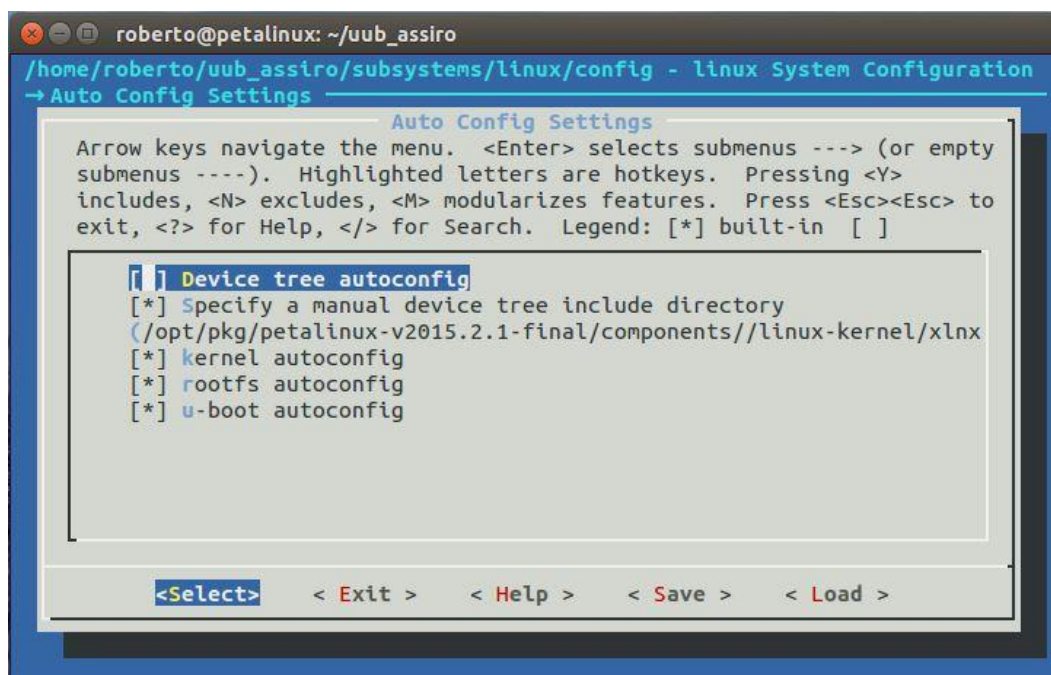 roberto@petalinux: ~/uub_assiro
/home/roberto/uub_assiro/subsystems/linux/config - linux System Configuration
→ Auto Config Settings
Auto Config Settings
Arrow keys navigate the menu.  <Enter> selects submenus ---> (or empty
submenus ----).  Highlighted letters are hotkeys.  Pressing <Y>
includes, <N> excludes, <M> modularizes features.  Press <Esc><Esc> to
exit, <?> for Help, </> for Search.  Legend: [*] built-in  [ ]
[ ] Device tree autoconfig
[*] Specify a manual device tree include directory
(/opt/pkg/petalinux-v2015.2.1-final/components//linux-kernel/xlnx
[*] kernel autoconfig
[*] rootfs autoconfig
[*] u-boot autoconfig
<Select>    < Exit >    < Help >    < Save >    < Load >